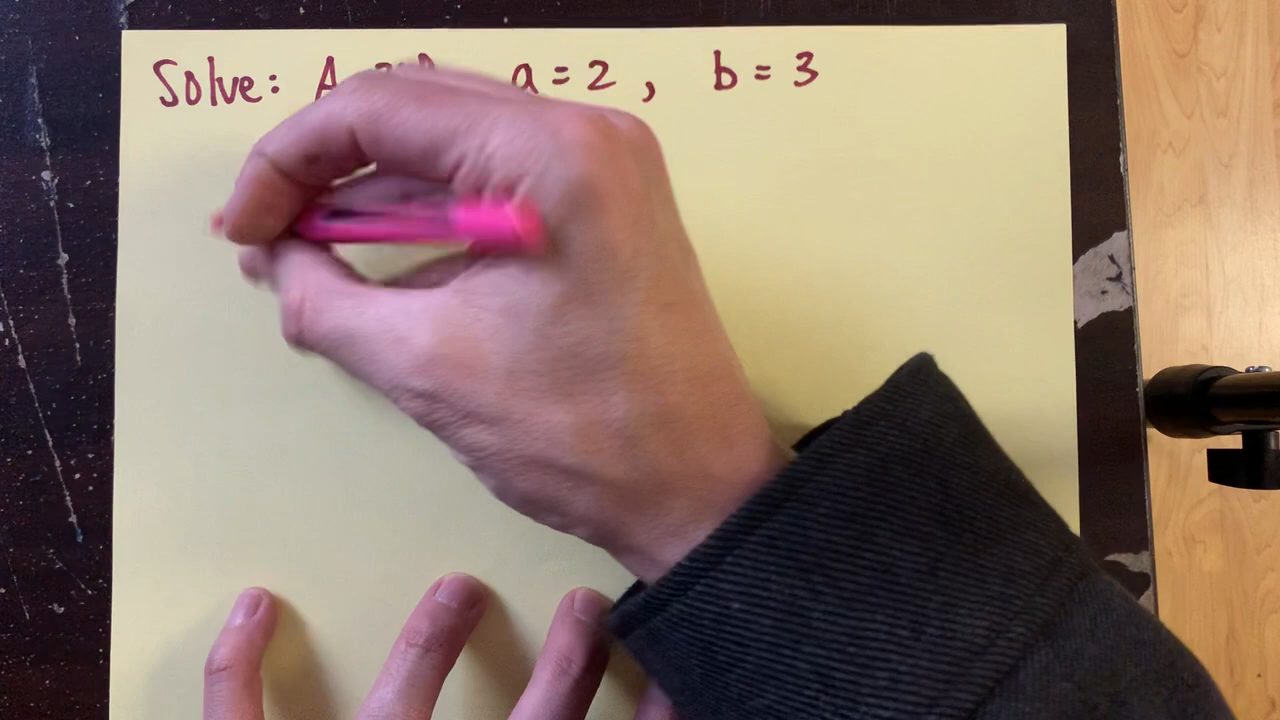 Solve: A a = 2 , b = 3